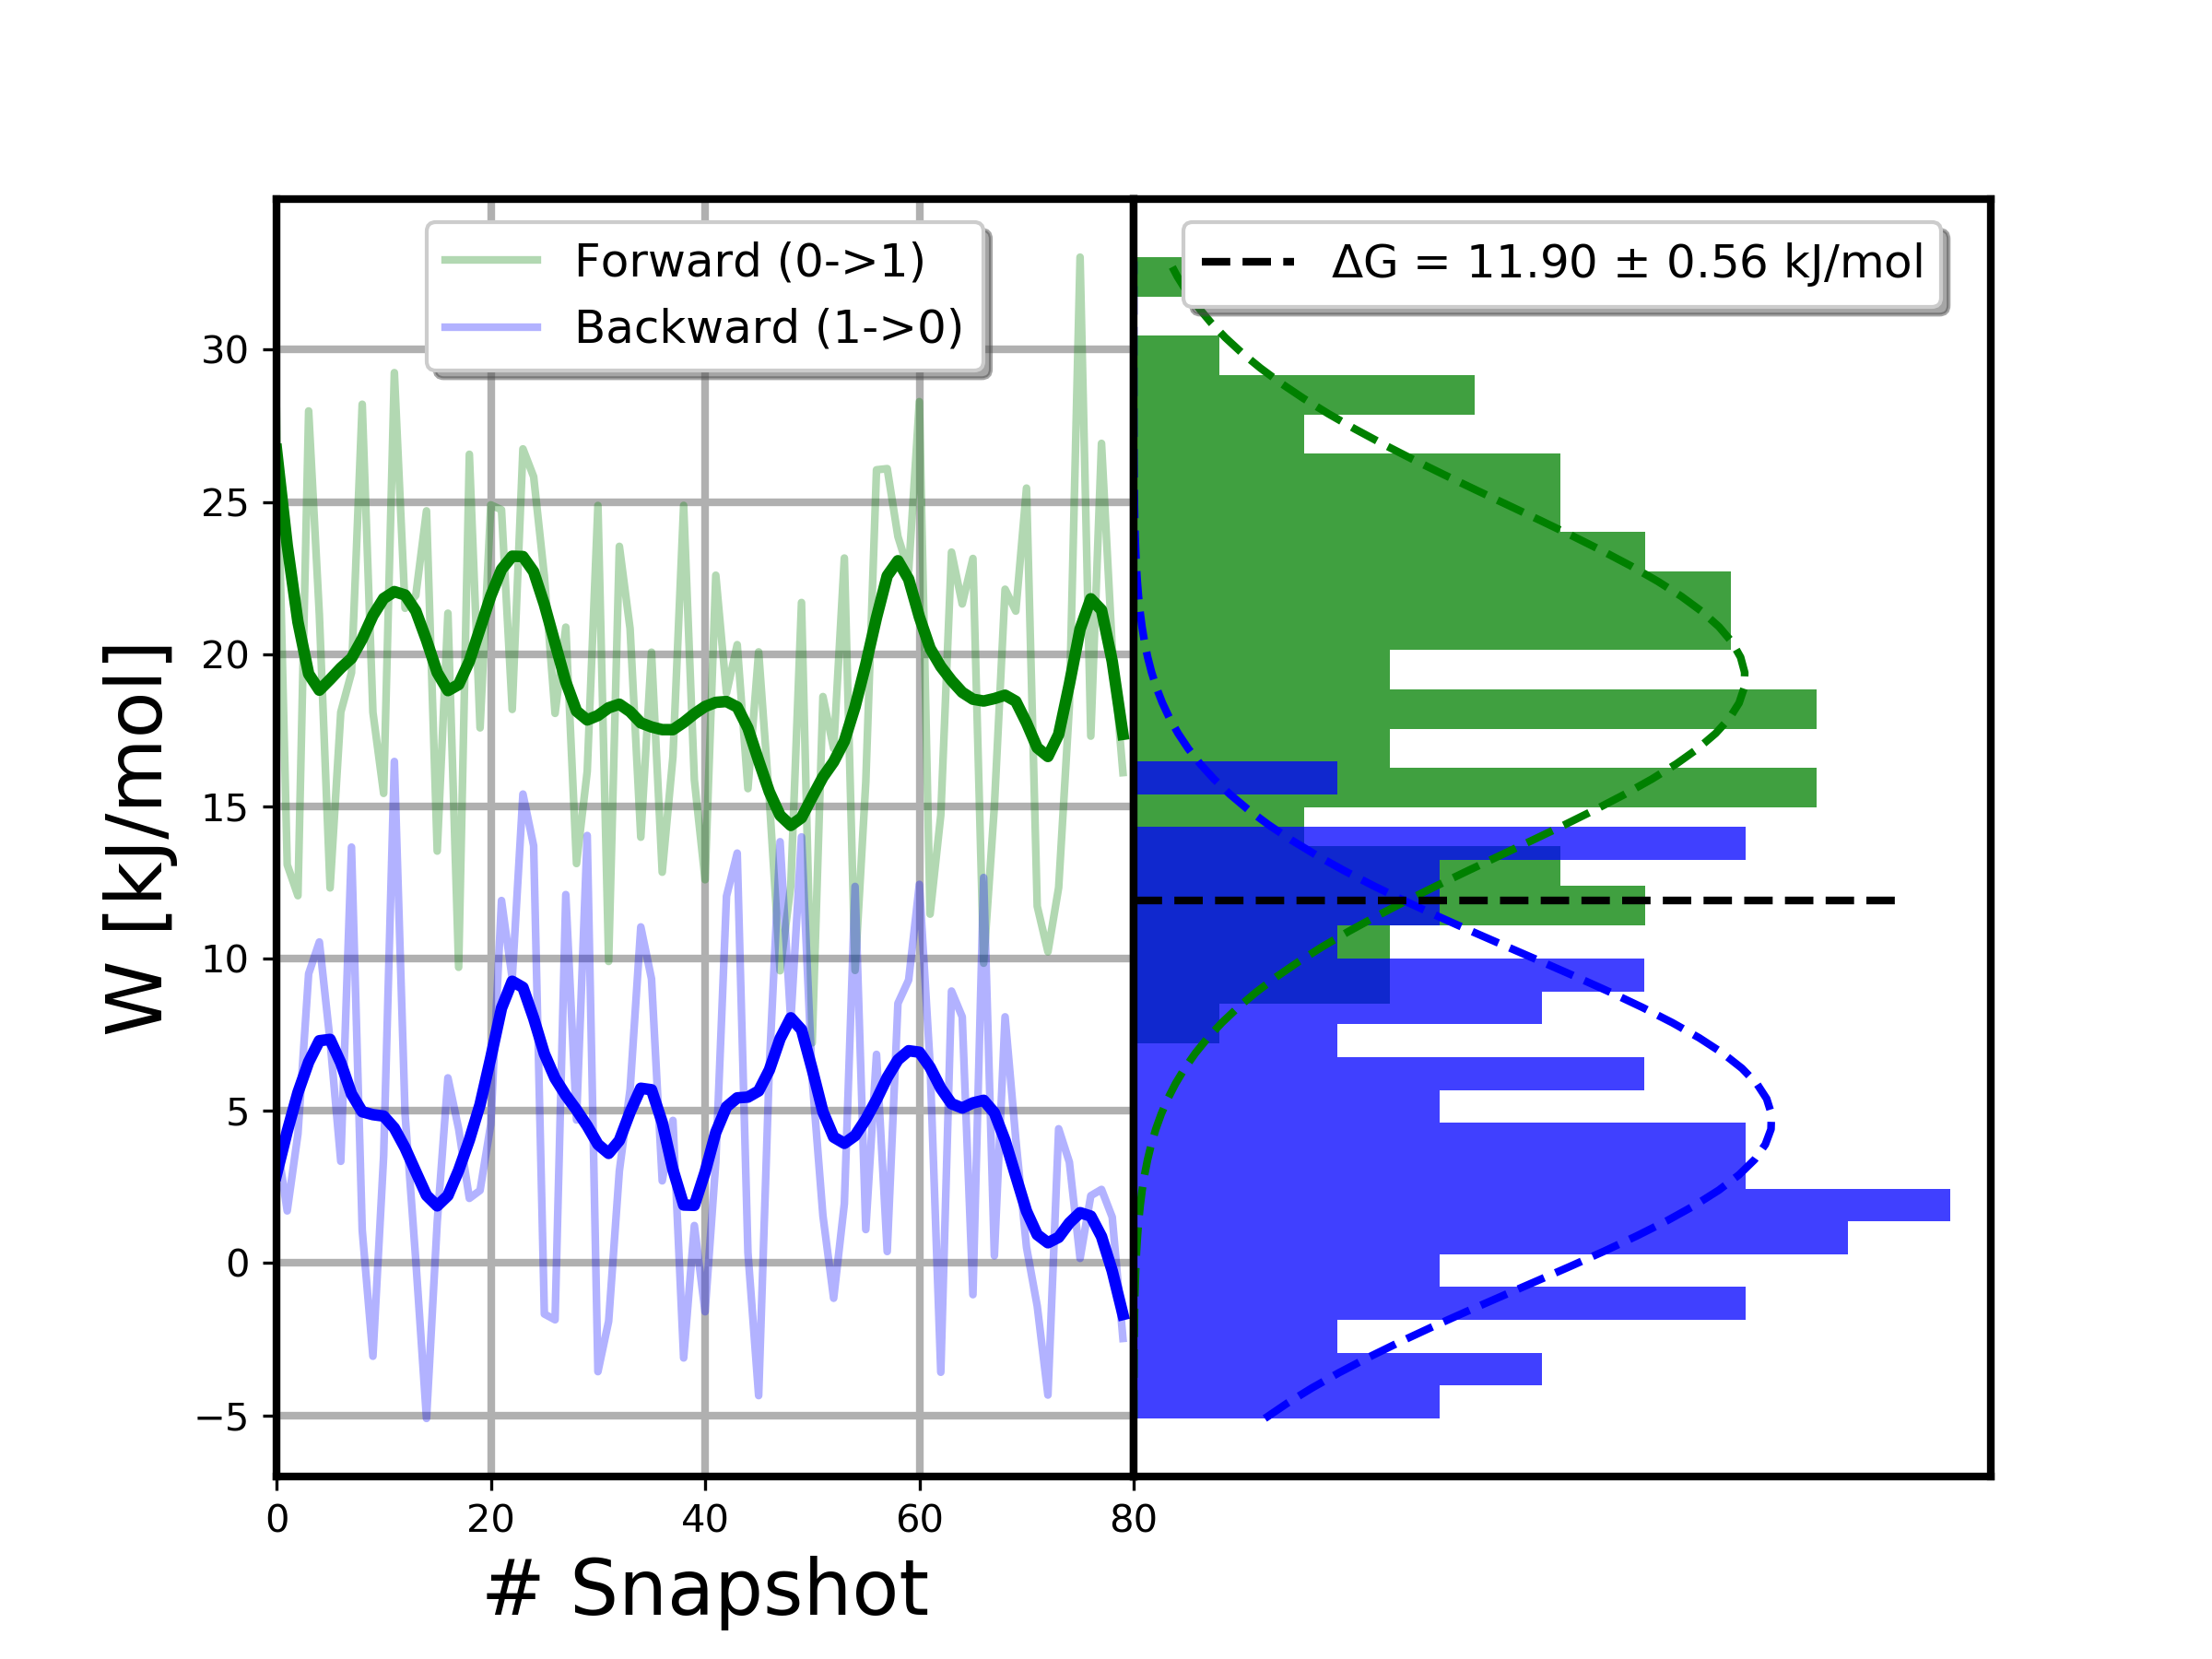 Forward (0->1)
Backward (1->0)
ΔG = 11.90 ± 0.56 kJ/mol
W [kJ/mol]
30
25
20
15
10
5
0
−5
0 20 40 60 80
# Snapshot